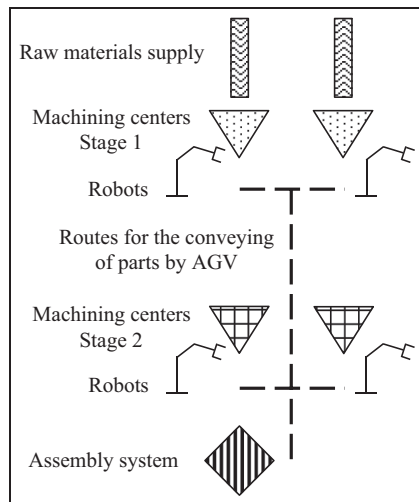 Raw materials supply
Machining centers
Stage 1
Robots
Routes for the conveying
of parts by AGV
Machining centers
Stage 2
Robots
Assembly system